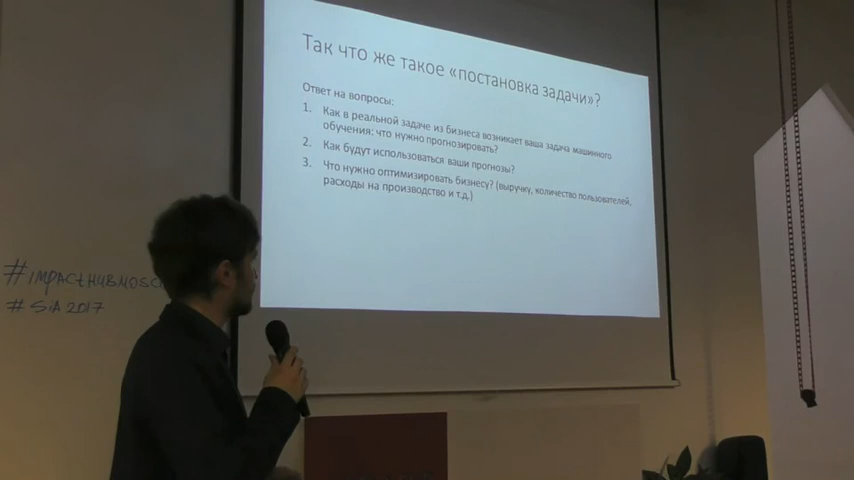 Так что же такое «постановка задачи»?
Ответ на вопросы:
1. Как в реальной задаче из бизнеса возникает ваша задача машинного
обучения: что нужно прогнозировать?
2. Как будут использоваться ваши прогнозы?
3. Что нужно оптимизировать бизнесу? (выручку, количество пользователей,
расходы на производство и т.д.)
#IMPACTHUBMOSC
# SIA 2017